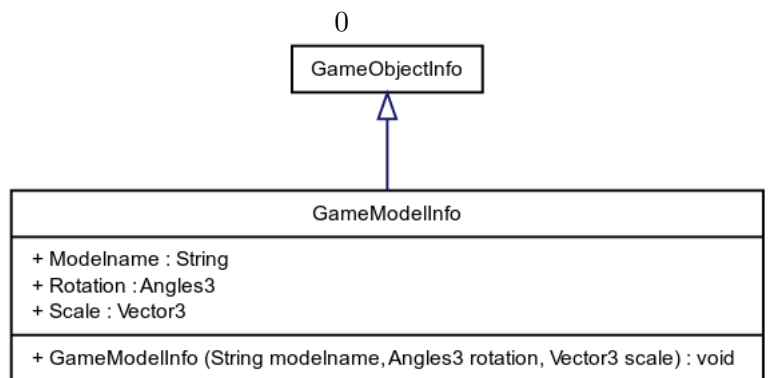 0
GameObjectInfo
GameModelInfo
+ Modelname : String
+ Rotation : Angles3
+ Scale : Vector3
+ GameModelInfo (String modelname, Angles3 rotation, Vector3 scale) : void